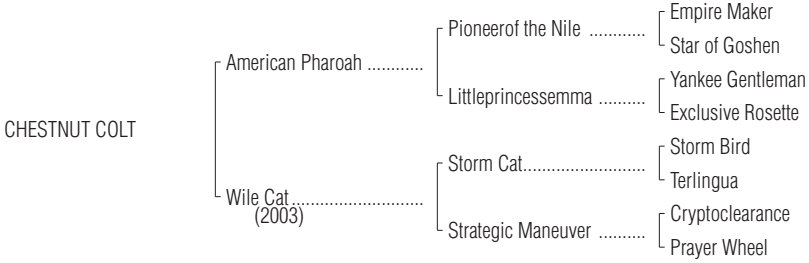 Empire Maker
Pioneerof the Nile ............
Star of Goshen
American Pharoah ............
Yankee Gentleman
Littleprincessemma ..........
Exclusive Rosette
CHESTNUT COLT
Storm Bird
Storm Cat..........................
Terlingua
Wile Cat............................
(2003)
Cryptoclearance
Strategic Maneuver ..........
Prayer Wheel